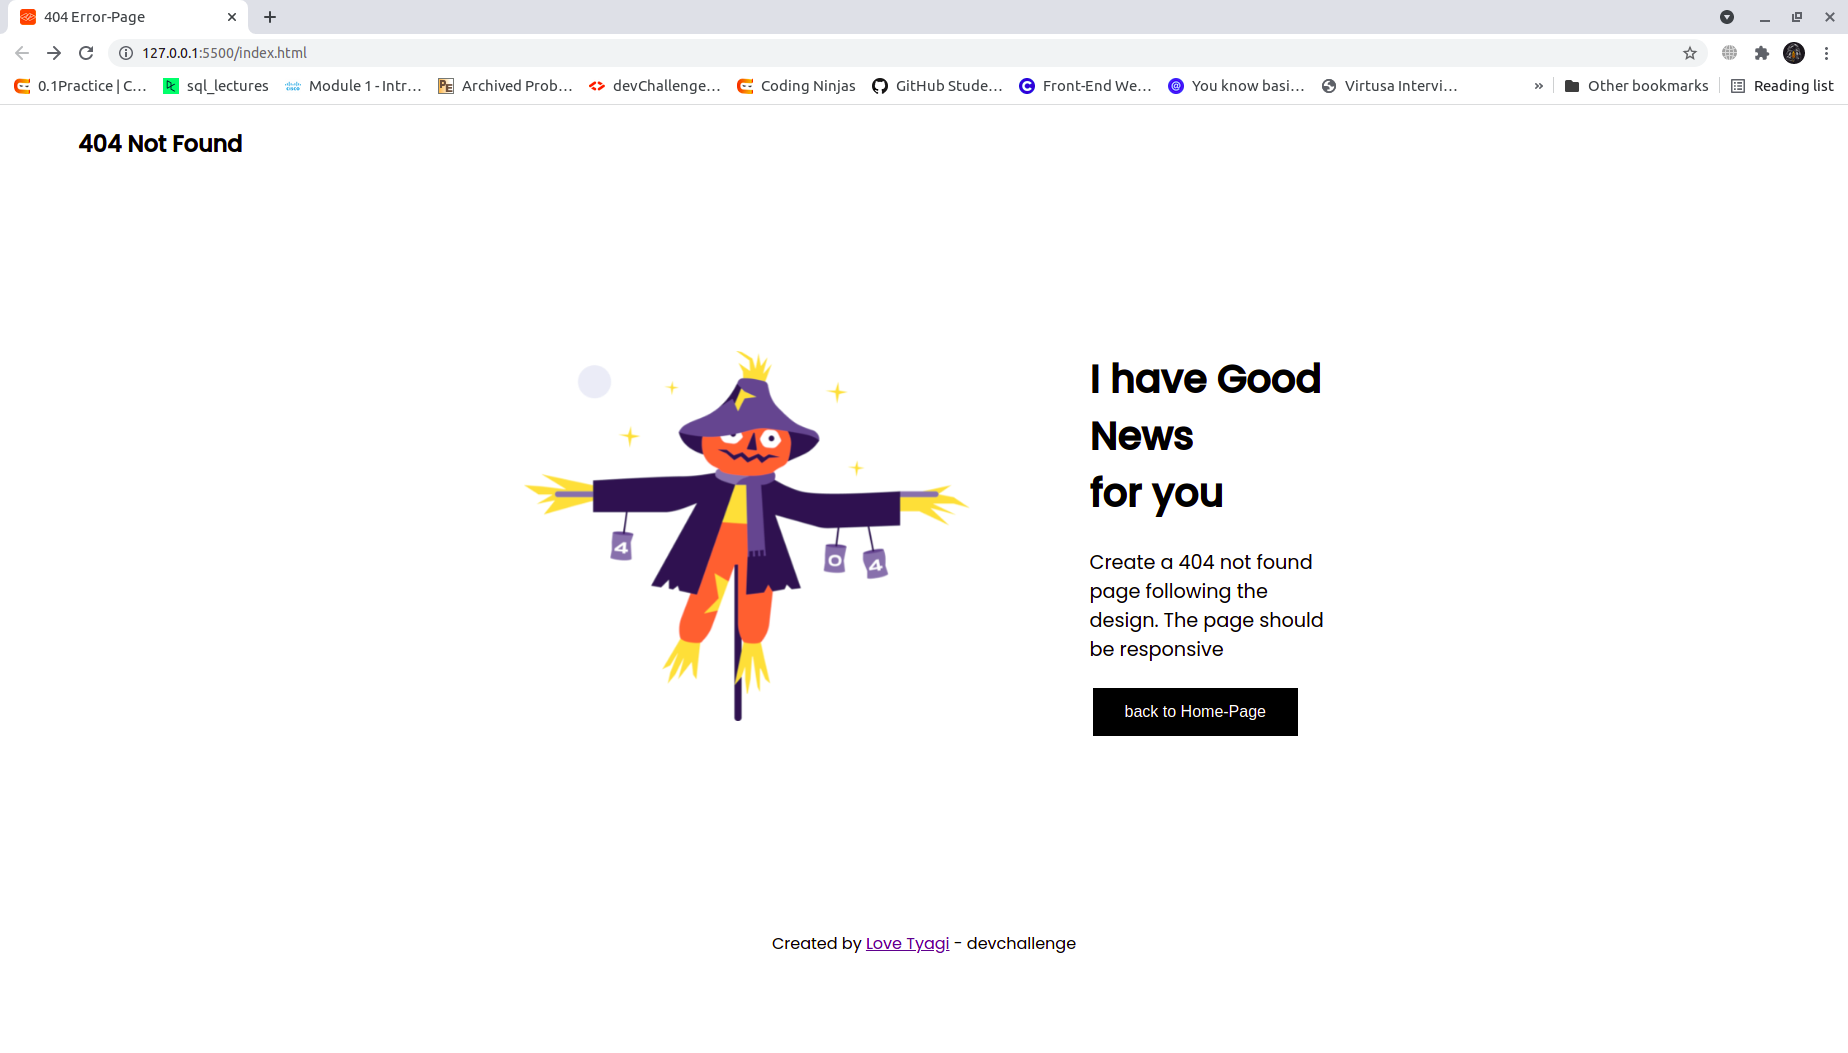 404 Error-Page
127.0.0.1:5500/index.html
0.1Practice | C…
sql_lectures
Module 1 - Intr…
Archived Prob…
devChallenge…
Coding Ninjas
GitHub Stude…
Front-End We…
You know basi…
Virtusa Intervi…
»
Other bookmarks
Reading list
404 Not Found
4
0
4
I have Good
News
for you
Create a 404 not found
page following the
design. The page should
be responsive
back to Home-Page
Created by Love Tyagi - devchallenge